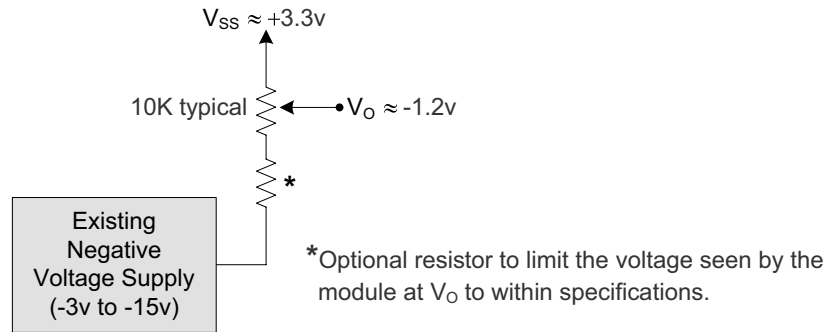 V_SS ≈ +3.3v
10K typical
V_O ≈ -1.2v
*
Existing
Negative
Voltage Supply
(-3v to -15v)
*Optional resistor to limit the voltage seen by the
module at V_O to within specifications.